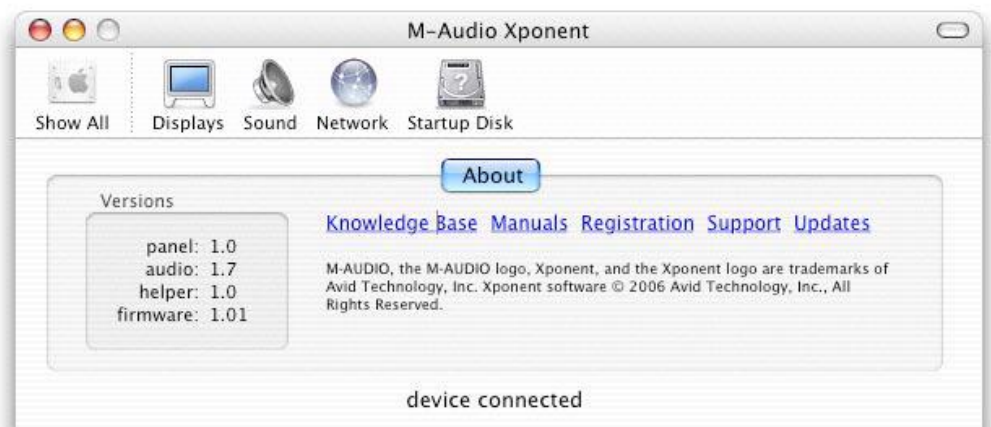 M-Audio Xponent
Show All Displays Sound Network Startup Disk
About
Versions
panel: 1.0
audio: 1.7
helper: 1.0
firmware: 1.01
Knowledge Base Manuals Registration Support Updates
M-AUDIO, the M-AUDIO logo, Xponent, and the Xponent logo are trademarks of
Avid Technology, Inc. Xponent software © 2006 Avid Technology, Inc., All
Rights Reserved.
device connected